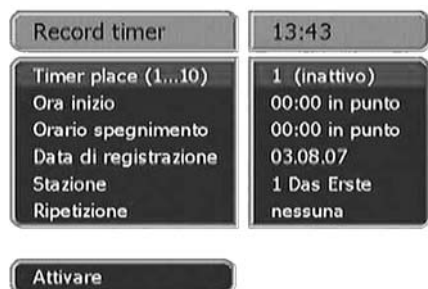 Record timer 13:43
Timer place (1...10) 1 (inattivo)
Ora inizio 00:00 in punto
Orario spegnimento 00:00 in punto
Data di registrazione 03.08.07
Stazione 1 Das Erste
Ripetizione nessuna
Attivare